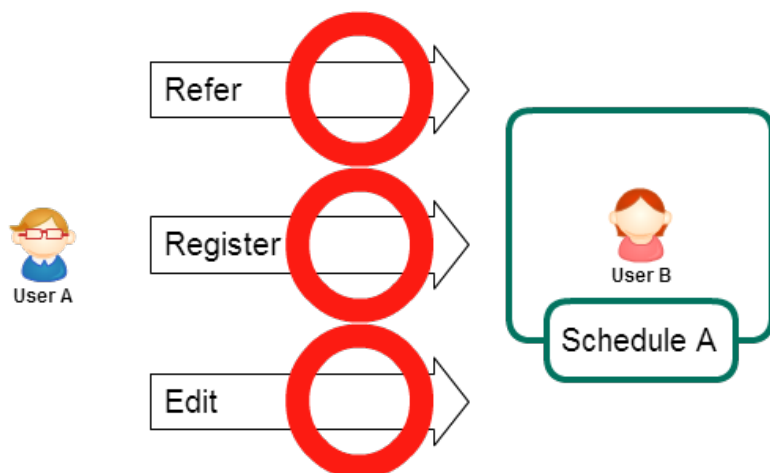 Refer
Register
User A
User B
Schedule A
Edit